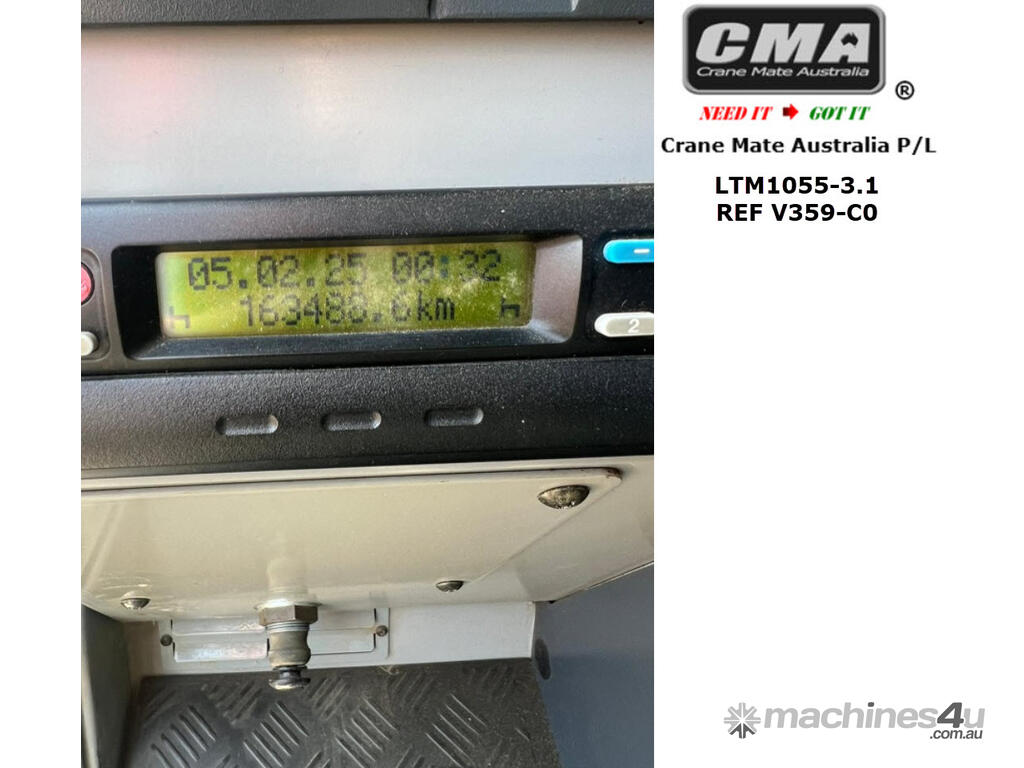 CMA
Crane Mate Australia
®
NEED IT GOT IT
Crane Mate Australia P/L
LTM1055-3.1
REF V359-C0
05.02.25 00:32
163488.6km
2
machines4u
.com.au